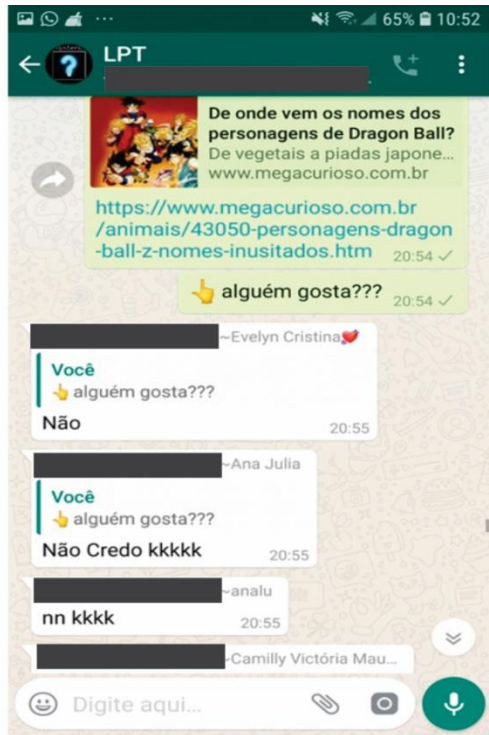 65% 10:52
LPT
De onde vem os nomes dos
personagens de Dragon Ball?
De vegetais a piadas japone...
www.megacurioso.com.br
https://www.megacurioso.com.br
/animais/43050-personagens-dragon
-ball-z-nomes-inusitados.htm 20:54
👆 alguém gosta??? 20:54
~Evelyn Cristina💘
Você
👆 alguém gosta???
Não 20:55
~Ana Julia
Você
👆 alguém gosta???
Não Credo kkkkk 20:55
~analu
nn kkkk 20:55
~Camilly Victória Mau...
Digite aqui...